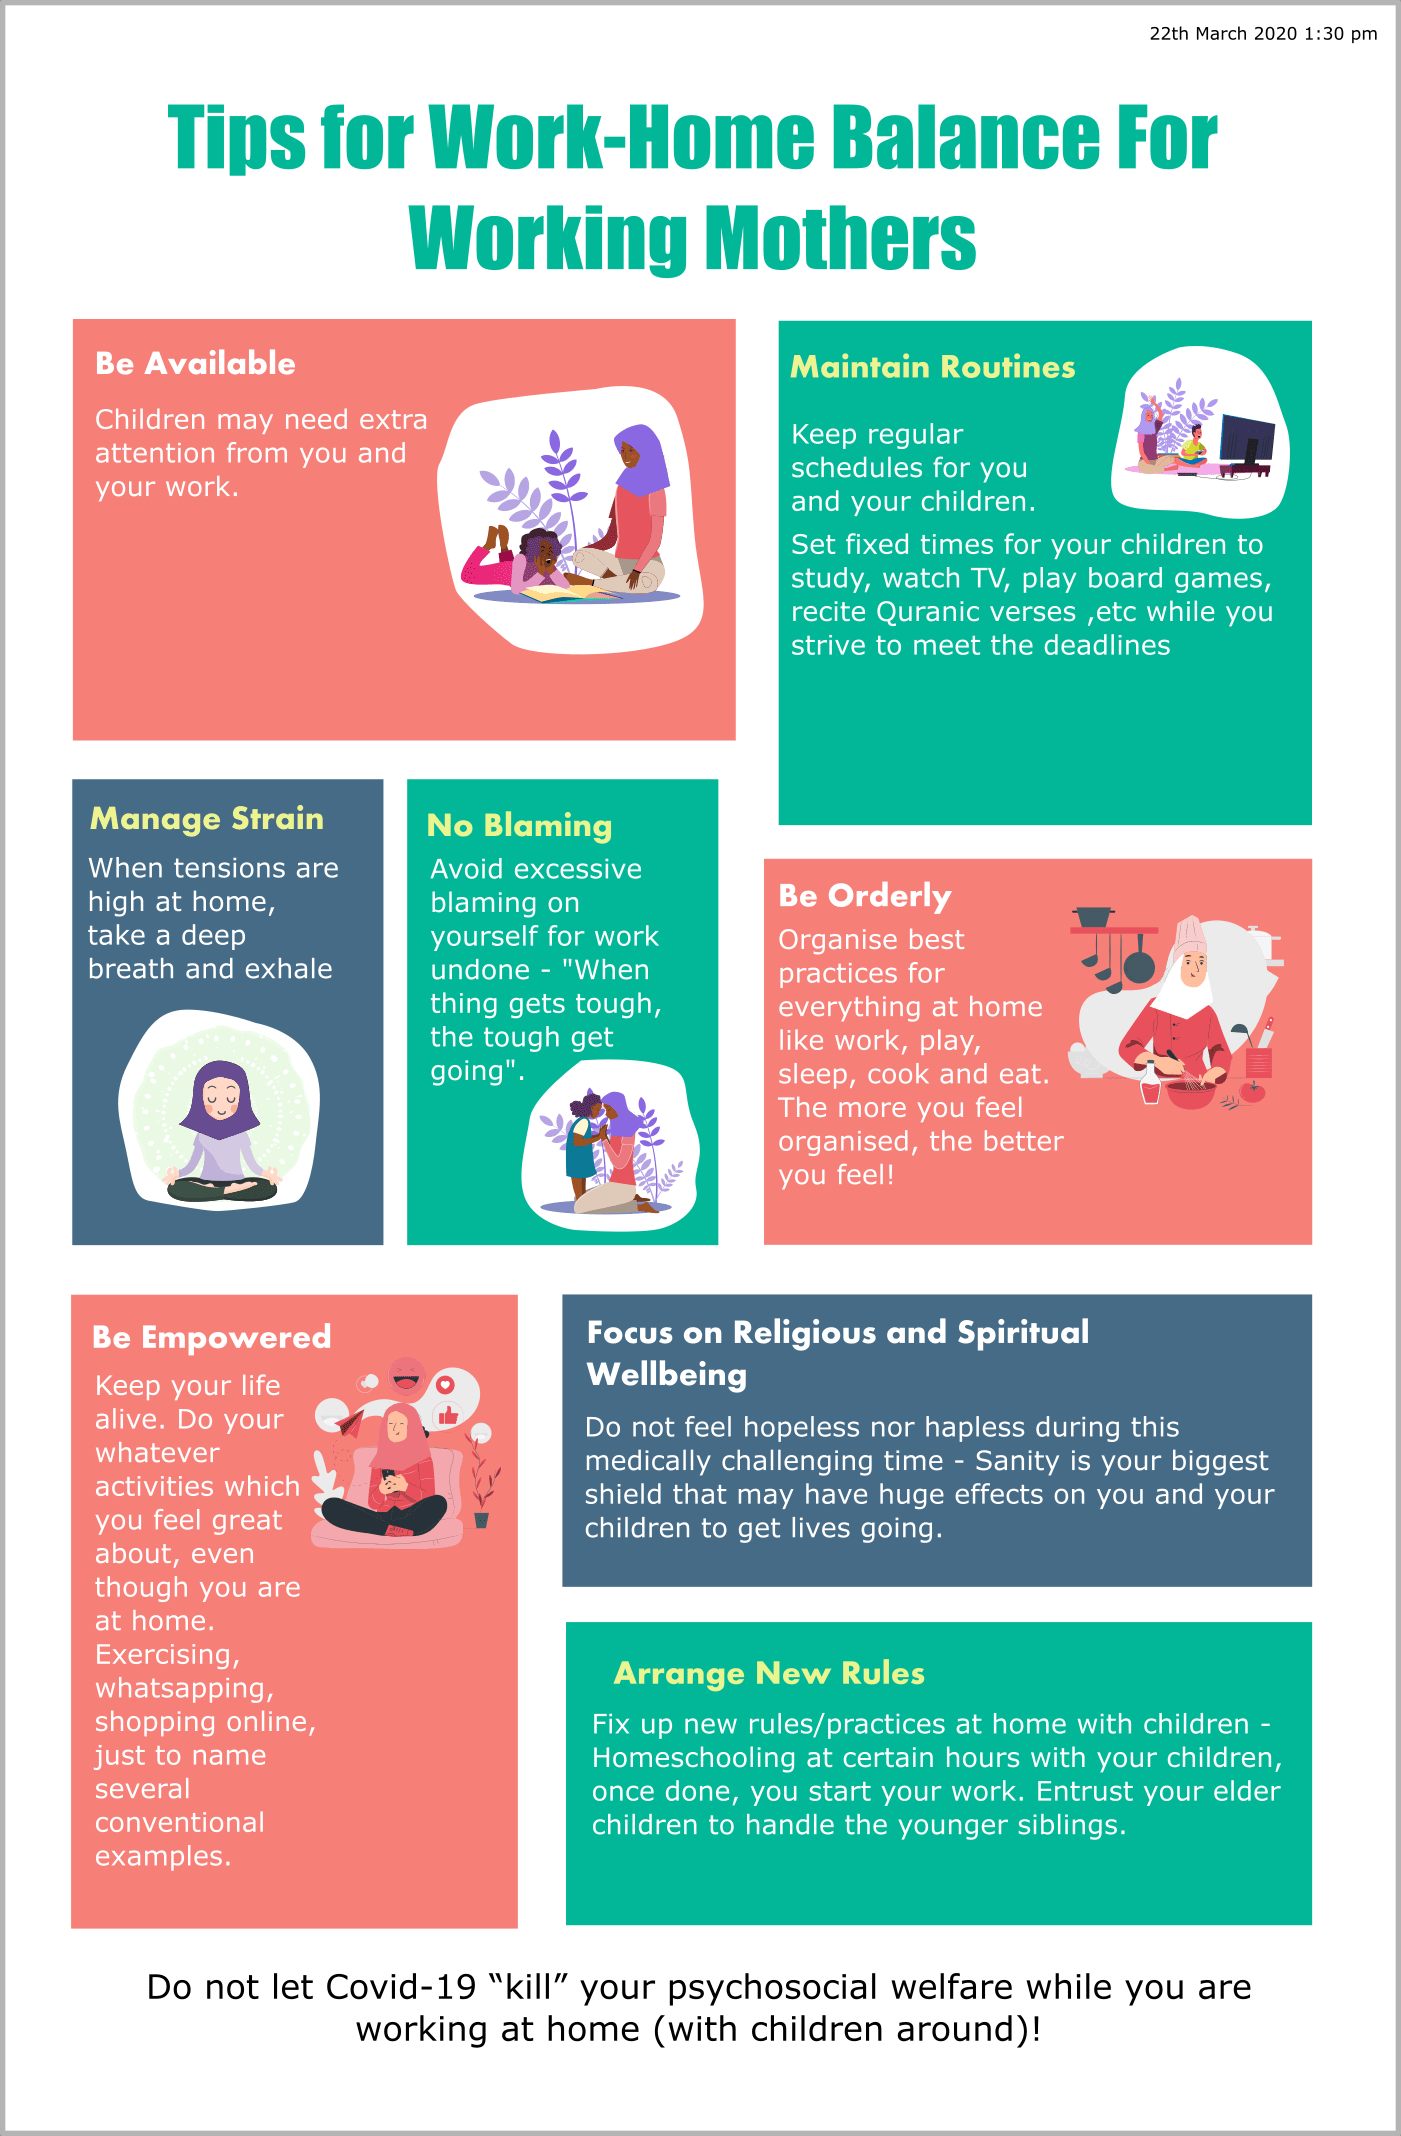 22th March 2020 1:30 pm
Tips for Work-Home Balance For
Working Mothers
Be Available
Children may need extra
attention from you and
your work.
Maintain Routines
Keep regular
schedules for you
and your children.
Set fixed times for your children to
study, watch TV, play board games,
recite Quranic verses ,etc while you
strive to meet the deadlines
Manage Strain
When tensions are
high at home,
take a deep
breath and exhale
No Blaming
Avoid excessive
blaming on
yourself for work
undone - "When
thing gets tough,
the tough get
going".
Be Orderly
Organise best
practices for
everything at home
like work, play,
sleep, cook and eat.
The more you feel
organised, the better
you feel!
Be Empowered
Keep your life
alive. Do your
whatever
activities which
you feel great
about, even
though you are
at home.
Exercising,
whatsapping,
shopping online,
just to name
several
conventional
examples.
Focus on Religious and Spiritual
Wellbeing
Do not feel hopeless nor hapless during this
medically challenging time - Sanity is your biggest
shield that may have huge effects on you and your
children to get lives going.
Arrange New Rules
Fix up new rules/practices at home with children -
Homeschooling at certain hours with your children,
once done, you start your work. Entrust your elder
children to handle the younger siblings.
Do not let Covid-19 “kill” your psychosocial welfare while you are
working at home (with children around)!